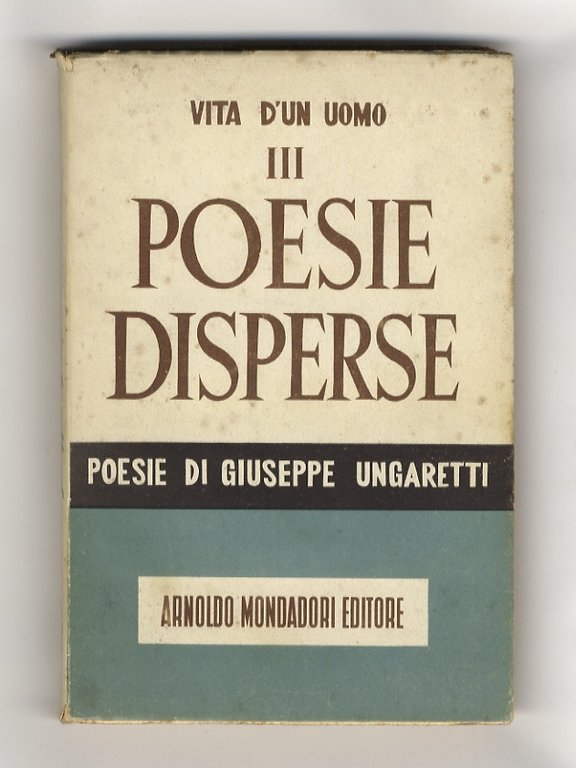 VITA D'UN UOMO
III
POESIE
DISPERSE
POESIE DI GIUSEPPE UNGARETTI
ARNOLDO MONDADORI EDITORE